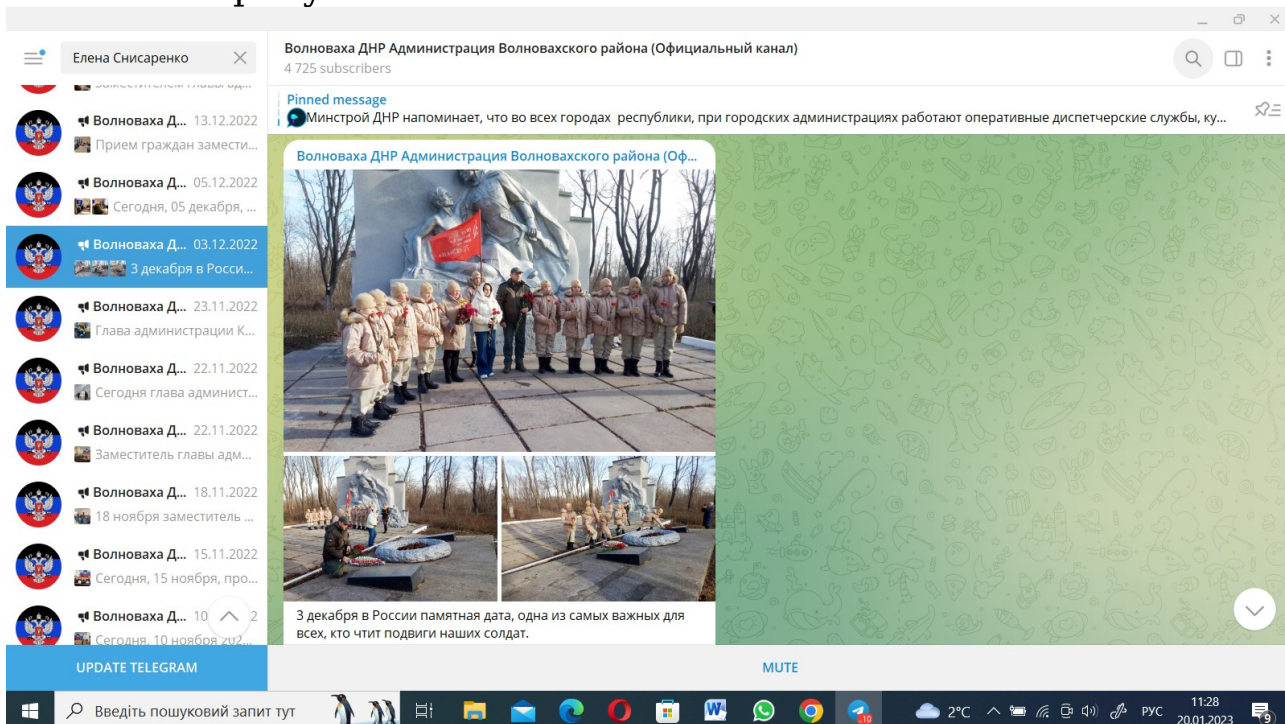 Елена Снисаренко
Волноваха ДНР Администрация Волновахского района (Официальный канал)
4 725 subscribers
Pinned message
Минстрой ДНР напоминает, что во всех городах республики, при городских администрациях работают оперативные диспетчерские службы, ку...
Волноваха Д... 13.12.2022
Прием граждан замести...
Волноваха Д... 05.12.2022
Сегодня, 05 декабря, ...
Волноваха Д... 03.12.2022
3 декабря в Росси...
Волноваха Д... 23.11.2022
Глава администрации К...
Волноваха Д... 22.11.2022
Сегодня глава админист...
Волноваха Д... 22.11.2022
Заместитель главы адм...
Волноваха Д... 18.11.2022
18 ноября заместитель ...
Волноваха Д... 15.11.2022
Сегодня, 15 ноября, про...
Волноваха Д... 10
2
Сегодня, 10 ноября 202...
Волноваха ДНР Администрация Волновахского района (Оф...
3 декабря в России памятная дата, одна из самых важных для
всех, кто чтит подвиги наших солдат.
UPDATE TELEGRAM
MUTE
Введіть пошуковий запит тут
2°C
РУС
11:28
20.01.2023